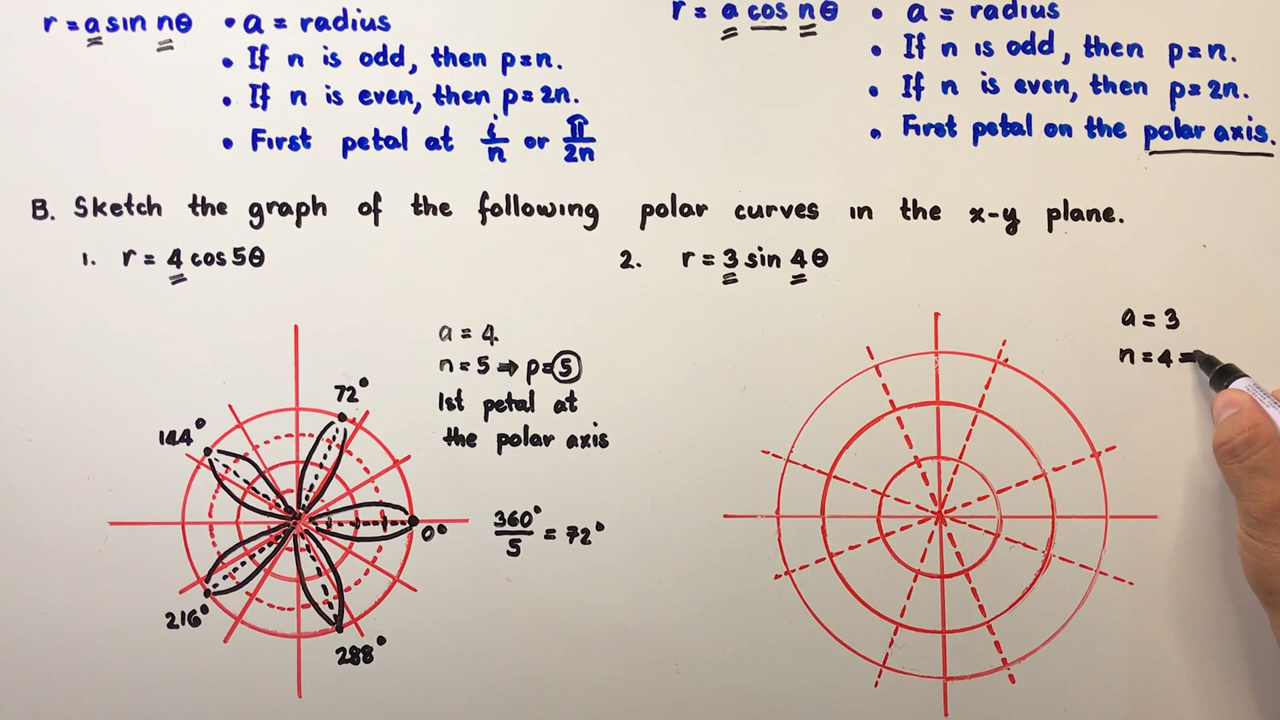 r = a sin nθ • a = radius
• If n is odd, then p=n.
• If n is even, then p=2n.
• First petal at i/n or π/2n
r = a cos nθ • a = radius
• If n is odd, then p=n.
• If n is even, then p=2n.
• First petal on the polar axis.
B. Sketch the graph of the following polar curves in the x-y plane.
1. r = 4 cos 5θ
2. r = 3 sin 4θ
72°
144°
0°
216°
288°
a = 4
n = 5 ⇒ p=5
1st petal at
the polar axis
360°/5 = 72°
a = 3
n = 4 =